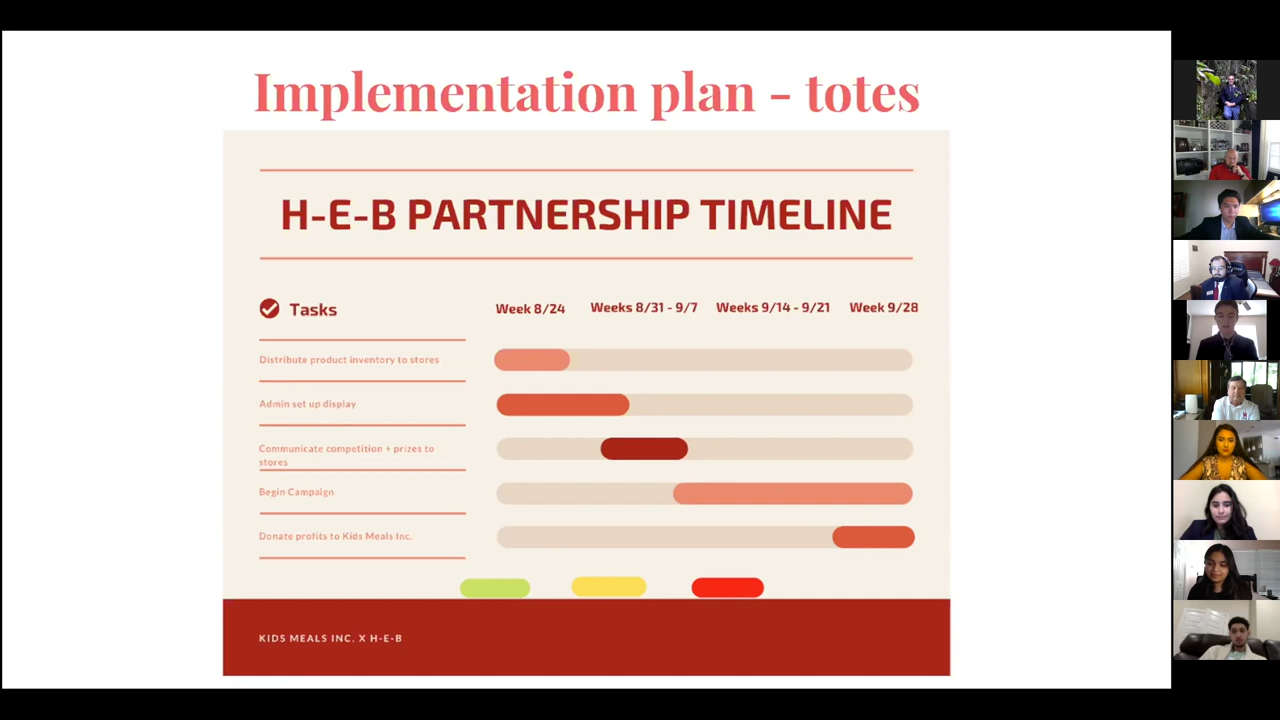 Implementation plan - totes
H-E-B PARTNERSHIP TIMELINE
Tasks
Week 8/24 Weeks 8/31 - 9/7 Weeks 9/14 - 9/21 Week 9/28
Distribute product inventory to stores
Admin set up display
Communicate competition + prizes to
stores
Begin Campaign
Donate profits to Kids Meals Inc.
KIDS MEALS INC. X H-E-B